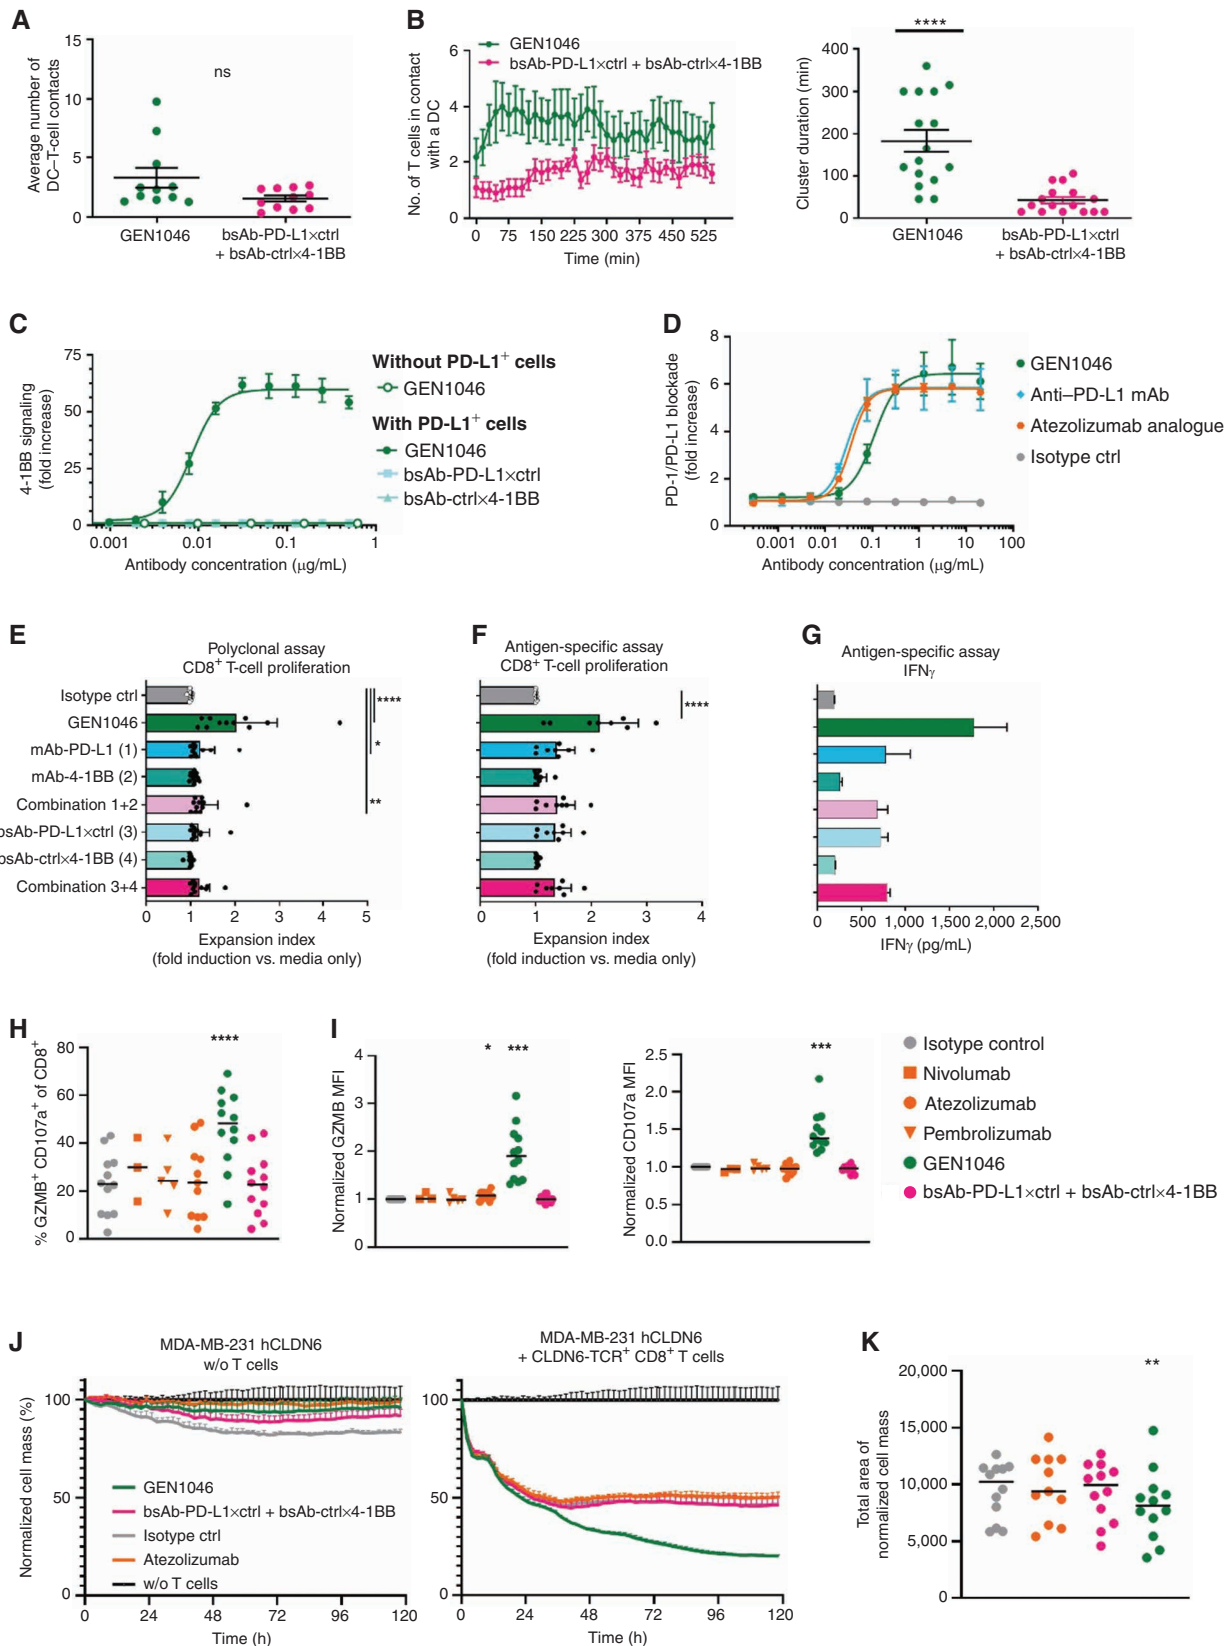 A
Average number of
DC–T-cell contacts
15
10
5
0
ns
GEN1046
bsAb-PD-L1×ctrl
+ bsAb-ctrl×4-1BB
B
GEN1046
bsAb-PD-L1×ctrl + bsAb-ctrl×4-1BB
No. of T cells in contact
with a DC
6
4
2
0
0 75 150 225 300 375 450 525
Time (min)
****
Cluster duration (min)
400
300
200
100
0
GEN1046
bsAb-PD-L1×ctrl
+ bsAb-ctrl×4-1BB
C
4-1BB signaling
(fold increase)
75
50
25
0
0.001 0.01 0.1 1
Antibody concentration (μg/mL)
Without PD-L1+ cells
GEN1046
With PD-L1+ cells
GEN1046
bsAb-PD-L1×ctrl
bsAb-ctrl×4-1BB
D
PD-1/PD-L1 blockade
(fold increase)
8
6
4
2
0
0.001 0.01 0.1 1 10 100
Antibody concentration (μg/mL)
GEN1046
Anti–PD-L1 mAb
Atezolizumab analogue
Isotype ctrl
E
Polyclonal assay
CD8+ T-cell proliferation
Isotype ctrl
GEN1046
mAb-PD-L1 (1)
mAb-4-1BB (2)
Combination 1+2
bsAb-PD-L1×ctrl (3)
bsAb-ctrl×4-1BB (4)
Combination 3+4
****
*
**
0 1 2 3 4 5
Expansion index
(fold induction vs. media only)
F
Antigen-specific assay
CD8+ T-cell proliferation
****
0 1 2 3 4
Expansion index
(fold induction vs. media only)
G
Antigen-specific assay
IFNγ
0 500 1,000 1,500 2,000 2,500
IFNγ (pg/mL)
H
% GZMB+ CD107a+ of CD8+
80
60
40
20
0
****
I
Normalized GZMB MFI
4
3
2
1
0
* ***
Normalized CD107a MFI
2.5
2.0
1.5
1.0
0.5
0.0
***
Isotype control
Nivolumab
Atezolizumab
Pembrolizumab
GEN1046
bsAb-PD-L1×ctrl + bsAb-ctrl×4-1BB
J
MDA-MB-231 hCLDN6
w/o T cells
Normalized cell mass (%)
100
50
0
GEN1046
bsAb-PD-L1×ctrl + bsAb-ctrl×4-1BB
Isotype ctrl
Atezolizumab
w/o T cells
0 24 48 72 96 120
Time (h)
MDA-MB-231 hCLDN6
+ CLDN6-TCR+ CD8+ T cells
100
50
0
0 24 48 72 96 120
Time (h)
K
Total area of
normalized cell mass
20,000
15,000
10,000
5,000
0
**